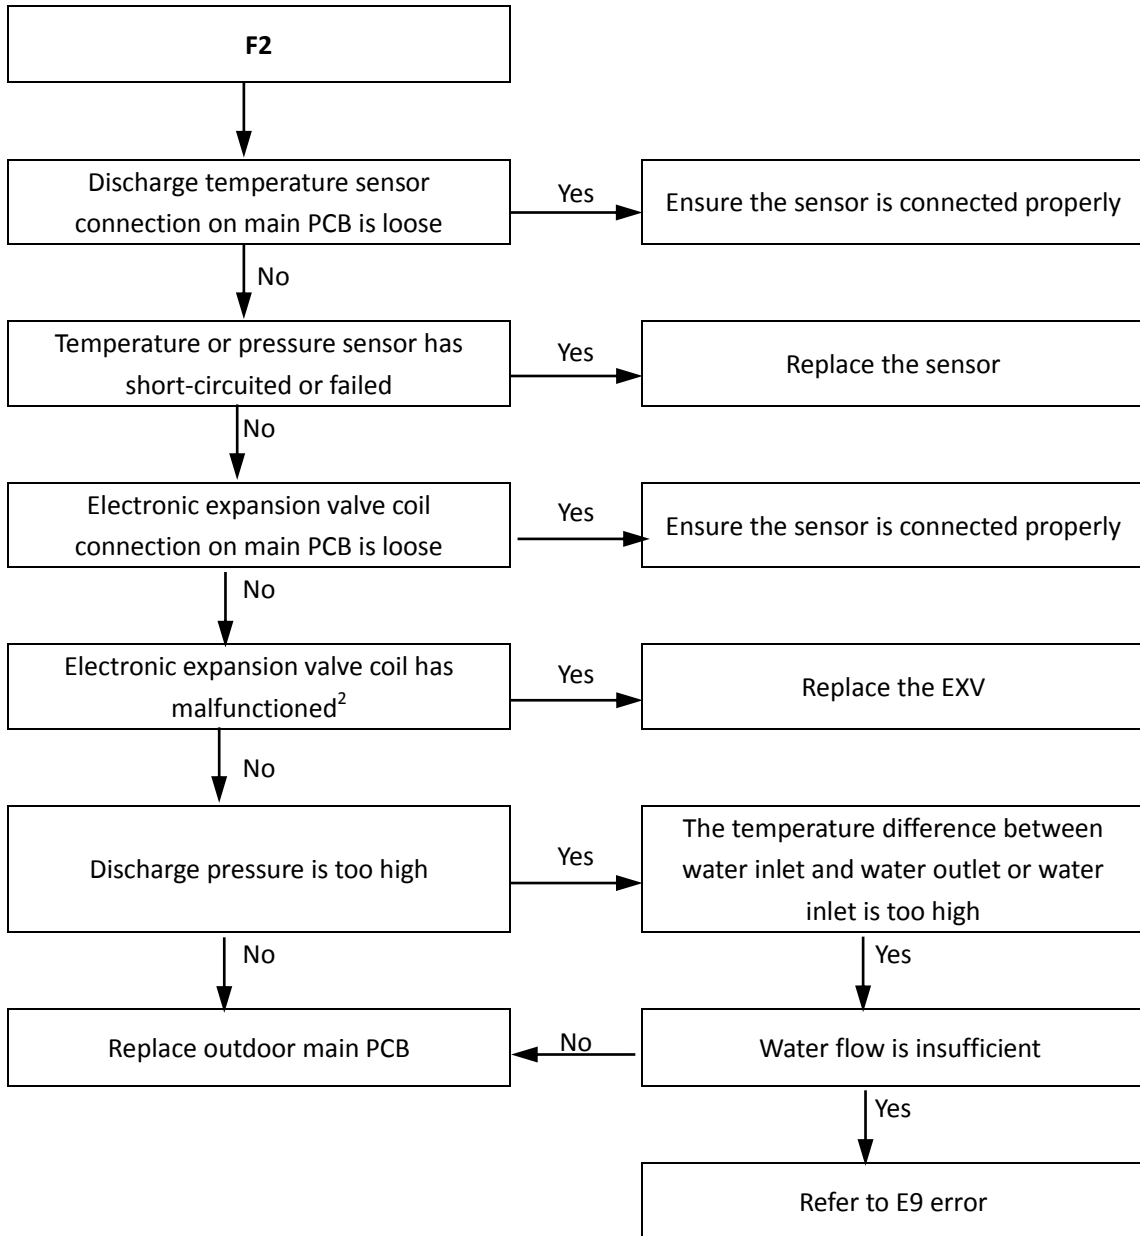 F2
Discharge temperature sensor
connection on main PCB is loose
Yes
Ensure the sensor is connected properly
No
Temperature or pressure sensor has
short-circuited or failed
Yes
Replace the sensor
No
Electronic expansion valve coil
connection on main PCB is loose
Yes
Ensure the sensor is connected properly
No
Electronic expansion valve coil has
malfunctioned²
Yes
Replace the EXV
No
Discharge pressure is too high
Yes
The temperature difference between
water inlet and water outlet or water
inlet is too high
No
Yes
Replace outdoor main PCB
No
Water flow is insufficient
Yes
Refer to E9 error